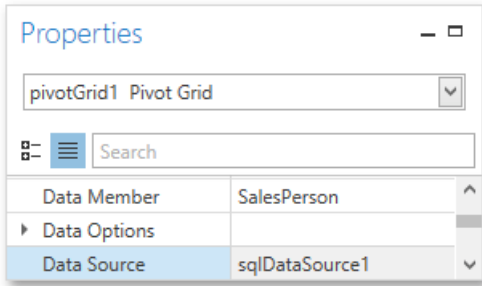 Properties
pivotGrid1 Pivot Grid
Search
Data Member SalesPerson
Data Options
Data Source sqlDataSource1